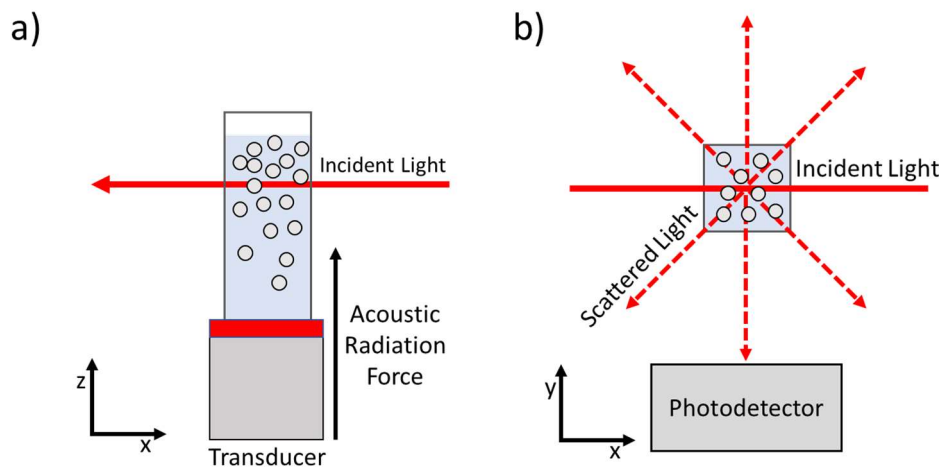 a)
Incident Light
Acoustic
Radiation
Force
z
x
Transducer
b)
Incident Light
Scattered Light
y
x
Photodetector